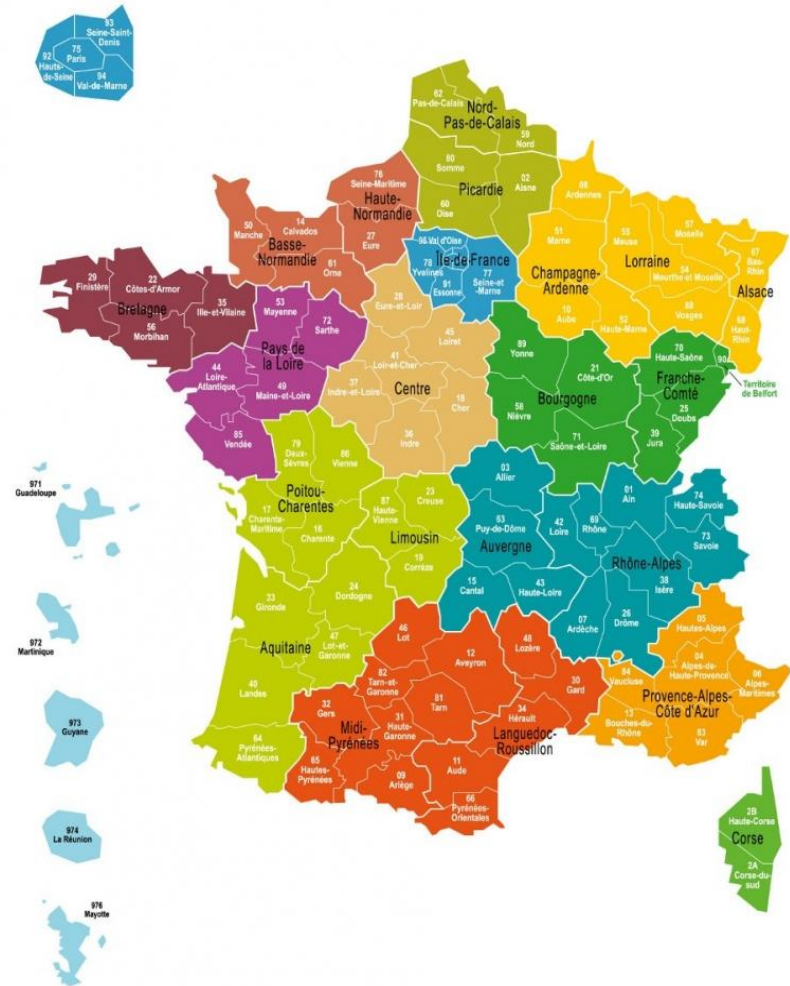 93
Seine-Saint-
Denis
75
Paris
92
Hauts-
de-Seine
94
Val-de-Marne
62
Pas-de-Calais
Nord-
Pas-de-Calais
59
Nord
80
Somme
02
Aisne
Picardie
60
Oise
76
Seine-Maritime
Haute-
Normandie
27
Eure
50
Manche
14
Calvados
Basse-
Normandie
61
Orne
95 Val d'Oise
Île-de-France
78
Yvelines
91
Essonne
77
Seine-et
-Marne
08
Ardennes
51
Marne
Champagne-
Ardenne
10
Aube
52
Haute-Marne
55
Meuse
57
Moselle
Lorraine
54
Meurthe et Moselle
88
Vosges
67
Bas-
Rhin
Alsace
68
Haut-
Rhin
29
Finistère
22
Côtes-d'Armor
Bretagne
35
Ille-et-Vilaine
56
Morbihan
53
Mayenne
72
Sarthe
Pays de
la Loire
44
Loire-
Atlantique
49
Maine-et-Loire
85
Vendée
28
Eure-et-Loir
45
Loiret
41
Loir-et-Cher
37
Indre-et-Loire
Centre
18
Cher
36
Indre
89
Yonne
21
Côte-d'Or
Bourgogne
58
Nièvre
71
Saône-et-Loire
70
Haute-Saône
90
Territoire
de Belfort
Franche-
Comté
25
Doubs
39
Jura
79
Deux-
Sèvres
86
Vienne
Poitou-
Charentes
17
Charente-
Maritime
16
Charente
87
Haute-
Vienne
23
Creuse
Limousin
19
Corrèze
03
Allier
63
Puy-de-Dôme
Auvergne
15
Cantal
43
Haute-Loire
42
Loire
69
Rhône
01
Ain
74
Haute-Savoie
73
Savoie
Rhône-Alpes
38
Isère
07
Ardèche
26
Drôme
24
Dordogne
33
Gironde
Aquitaine
47
Lot-et-
Garonne
40
Landes
64
Pyrénées-
Atlantiques
46
Lot
12
Aveyron
82
Tarn-et-
Garonne
81
Tarn
32
Gers
31
Haute-
Garonne
Midi-
Pyrénées
65
Hautes-
Pyrénées
09
Ariège
48
Lozère
30
Gard
34
Hérault
Languedoc-
Roussillon
11
Aude
66
Pyrénées-
Orientales
05
Hautes-Alpes
04
Alpes-de-
Haute-Provence
84
Vaucluse
06
Alpes-
Maritimes
Provence-Alpes-
Côte d'Azur
13
Bouches-du-
Rhône
83
Var
2B
Haute-Corse
Corse
2A
Corse-du-
sud
971
Guadeloupe
972
Martinique
973
Guyane
974
La Réunion
976
Mayotte